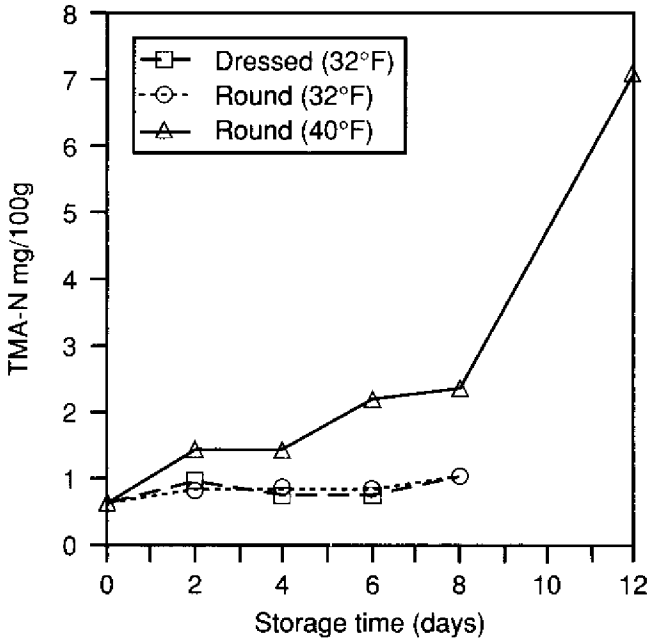 8
7
6
5
4
3
2
1
0
TMA-N mg/100g
Dressed (32°F)
Round (32°F)
Round (40°F)
0 2 4 6 8 10 12
Storage time (days)